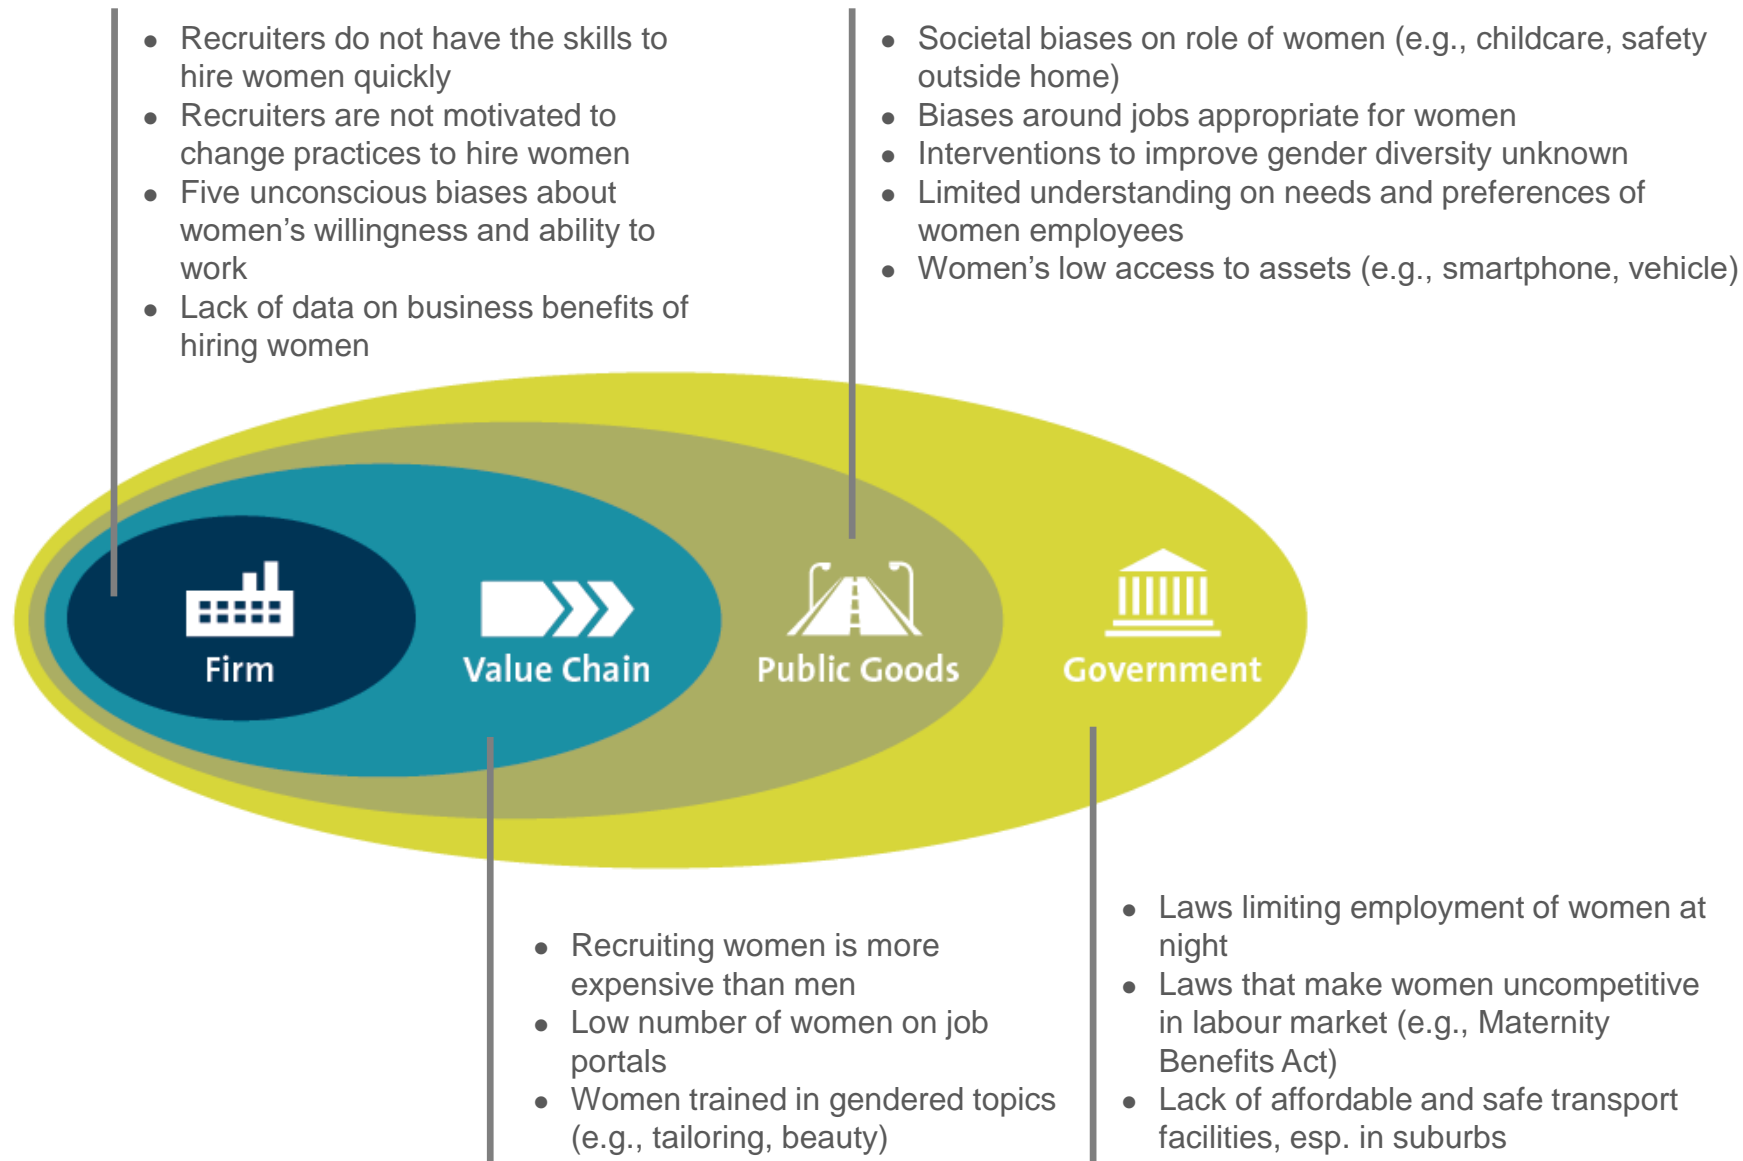 ● Recruiters do not have the skills to
hire women quickly
● Recruiters are not motivated to
change practices to hire women
● Five unconscious biases about
women’s willingness and ability to
work
● Lack of data on business benefits of
hiring women
● Societal biases on role of women (e.g., childcare, safety
outside home)
● Biases around jobs appropriate for women
● Interventions to improve gender diversity unknown
● Limited understanding on needs and preferences of
women employees
● Women’s low access to assets (e.g., smartphone, vehicle)
Firm
Value Chain
Public Goods
Government
● Recruiting women is more
expensive than men
● Low number of women on job
portals
● Women trained in gendered topics
(e.g., tailoring, beauty)
● Laws limiting employment of women at
night
● Laws that make women uncompetitive
in labour market (e.g., Maternity
Benefits Act)
● Lack of affordable and safe transport
facilities, esp. in suburbs